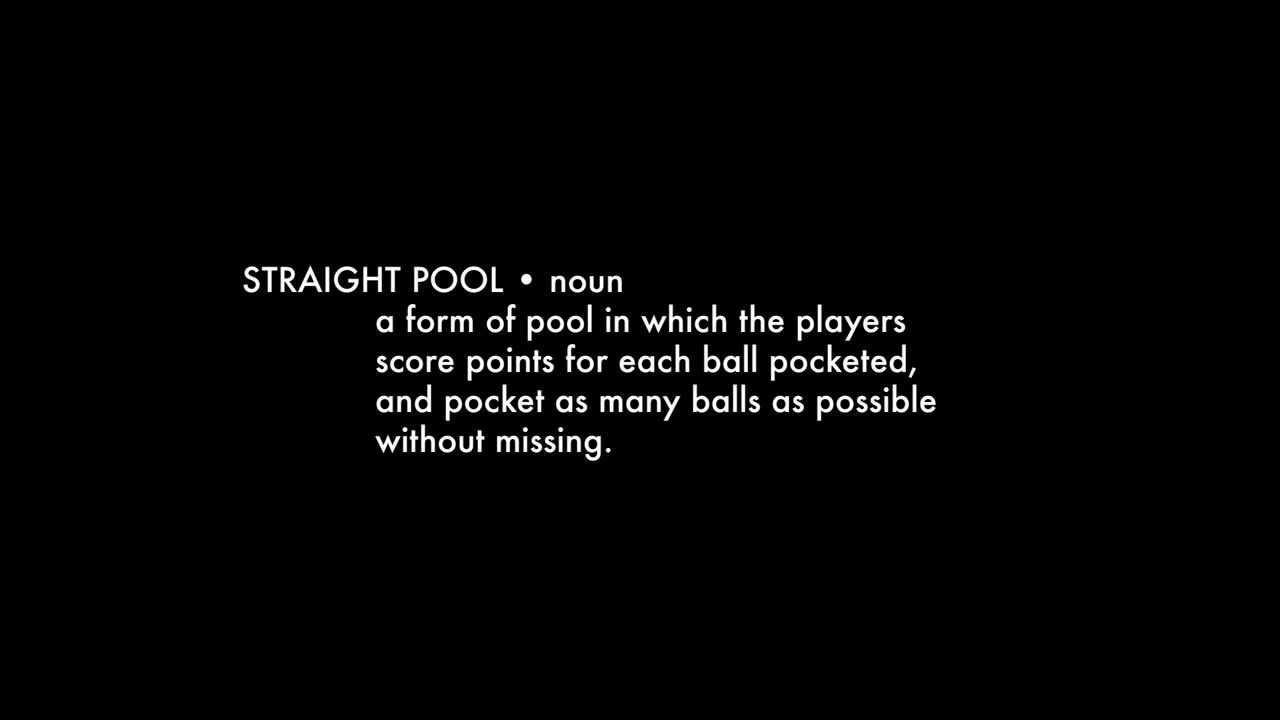 STRAIGHT POOL • noun
a form of pool in which the players
score points for each ball pocketed,
and pocket as many balls as possible
without missing.